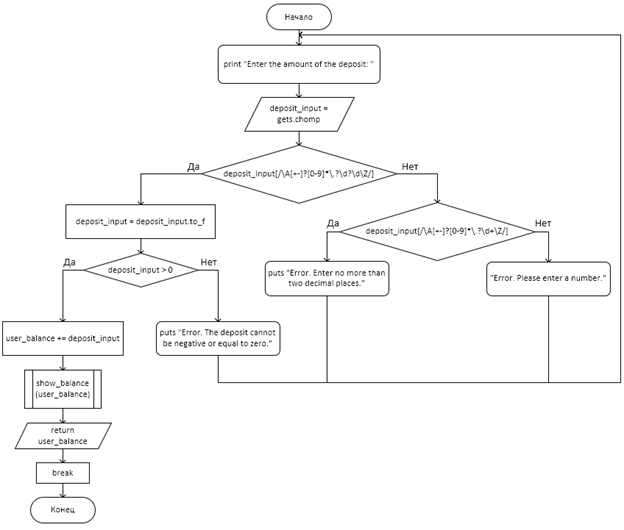 Начало
print "Enter the amount of the deposit: "
deposit_input =
gets.chomp
Да
Нет
deposit_input[/\A[+-]?[0-9]*\.?\d?\d\Z/]
deposit_input = deposit_input.to_f
Да
deposit_input[/\A[+-]?[0-9]*\.?\d+\Z/]
Нет
Да
deposit_input > 0
Нет
puts "Error. Enter no more than
two decimal places."
"Error. Please enter a number."
user_balance += deposit_input
puts "Error. The deposit cannot
be negative or equal to zero."
show_balance
(user_balance)
return
user_balance
break
Конец